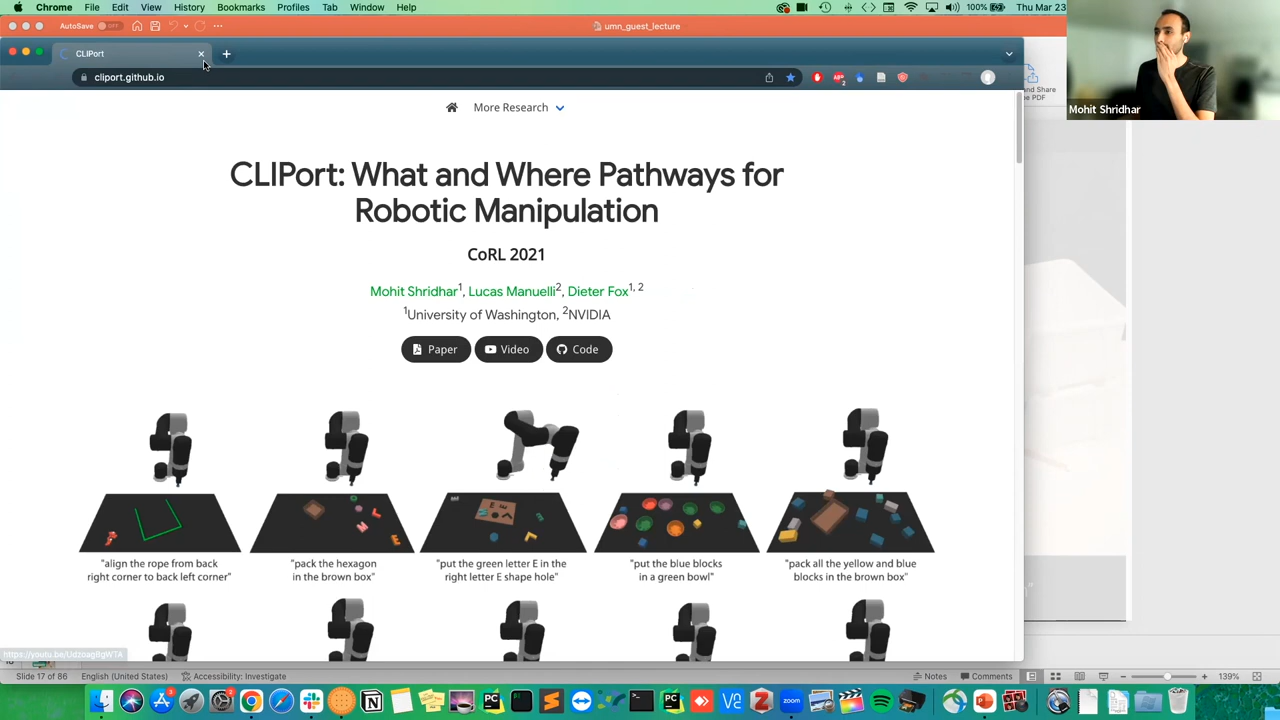 Chrome File Edit View History Bookmarks Profiles Tab Window Help
100% Thu Mar 23
AutoSave
umn_guest_lecture
CLIPort
cliport.github.io
and Share
e PDF
Mohit Shridhar
More Research
CLIPort: What and Where Pathways for
Robotic Manipulation
CoRL 2021
Mohit Shridhar1, Lucas Manuelli2, Dieter Fox1, 2
1University of Washington, 2NVIDIA
Paper Video Code
"align the rope from back
right corner to back left corner"
"pack the hexagon
in the brown box"
"put the green letter E in the
right letter E shape hole"
"put the blue blocks
in a green bowl"
"pack all the yellow and blue
blocks in the brown box"
Slide 17 of 86 English (United States) Accessibility: Investigate
Notes Comments 139%
zoom